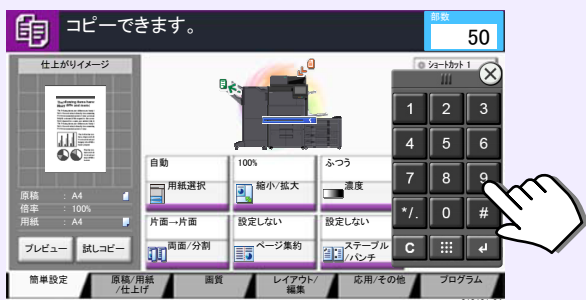 コピーできます。
部数
50
仕上がりイメージ
ショートカット 1
原稿 : A4
倍率 : 100%
用紙 : A4
プレビュー
試しコピー
自動
用紙選択
100%
縮小/拡大
ふつう
濃度
片面→片面
両面/分割
設定しない
ページ集約
設定しない
ステープル
/パンチ
1 2 3
4 5 6
7 8 9
*/. 0 #
C
簡単設定
原稿/用紙
/仕上げ
画質
レイアウト/
編集
応用/その他
プログラム